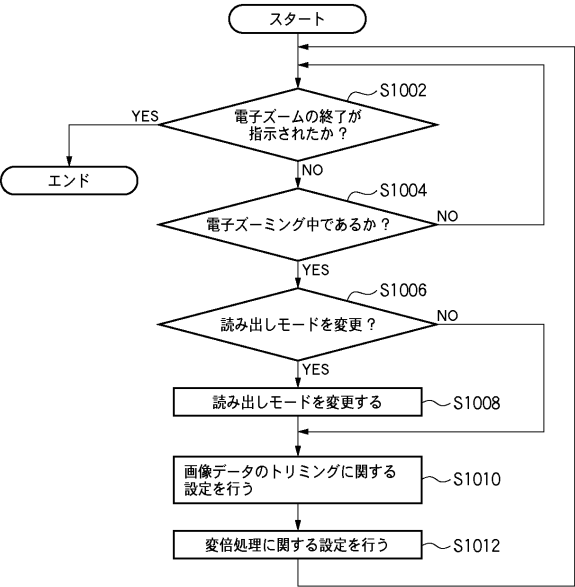 スタート
S1002
電子ズームの終了が
指示されたか？
YES
エンド
NO
S1004
電子ズーミング中であるか？
NO
YES
S1006
読み出しモードを変更？
NO
YES
読み出しモードを変更する
S1008
画像データのトリミングに関する
設定を行う
S1010
変倍処理に関する設定を行う
S1012